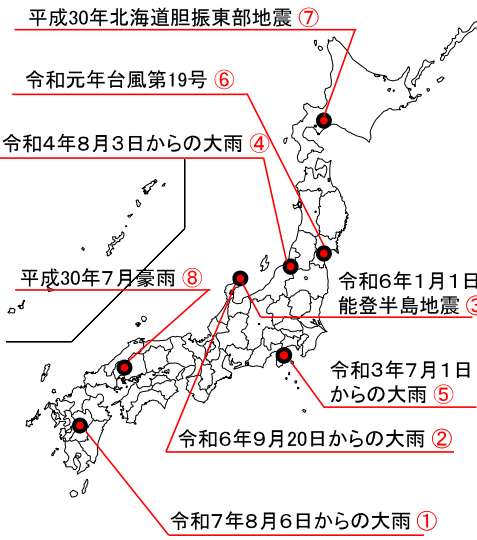 平成30年北海道胆振東部地震 ⑦
令和元年台風第19号 ⑥
令和4年8月3日からの大雨 ④
平成30年7月豪雨 ⑧
令和6年1月1日
能登半島地震 ③
令和3年7月1日
からの大雨 ⑤
令和6年9月20日からの大雨 ②
令和7年8月6日からの大雨 ①